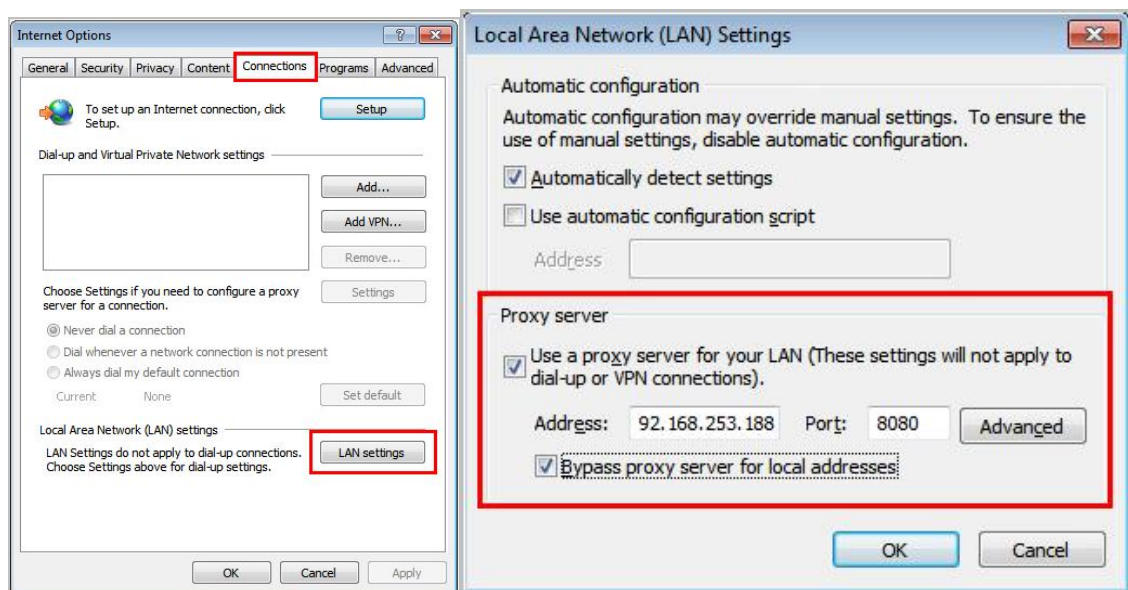 Internet Options
General Security Privacy Content Connections Programs Advanced
To set up an Internet connection, click
Setup.
Setup
Dial-up and Virtual Private Network settings
Add...
Add VPN...
Remove...
Choose Settings if you need to configure a proxy
server for a connection.
Settings
Never dial a connection
Dial whenever a network connection is not present
Always dial my default connection
Current None
Set default
Local Area Network (LAN) settings
LAN Settings do not apply to dial-up connections.
Choose Settings above for dial-up settings.
LAN settings
OK Cancel Apply
Local Area Network (LAN) Settings
Automatic configuration
Automatic configuration may override manual settings. To ensure the
use of manual settings, disable automatic configuration.
Automatically detect settings
Use automatic configuration script
Address
Proxy server
Use a proxy server for your LAN (These settings will not apply to
dial-up or VPN connections).
Address: 92.168.253.188 Port: 8080 Advanced
Bypass proxy server for local addresses
OK Cancel